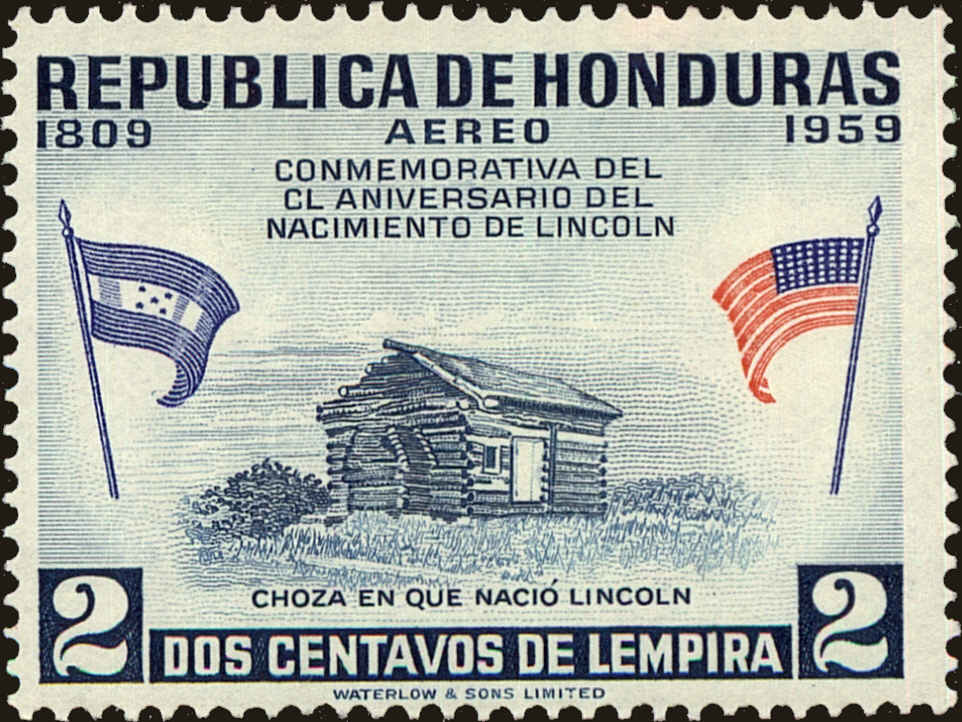 REPUBLICA DE HONDURAS
1809 AEREO 1959
CONMEMORATIVA DEL
CL ANIVERSARIO DEL
NACIMIENTO DE LINCOLN
CHOZA EN QUE NACIÓ LINCOLN
2 DOS CENTAVOS DE LEMPIRA 2
WATERLOW & SONS LIMITED